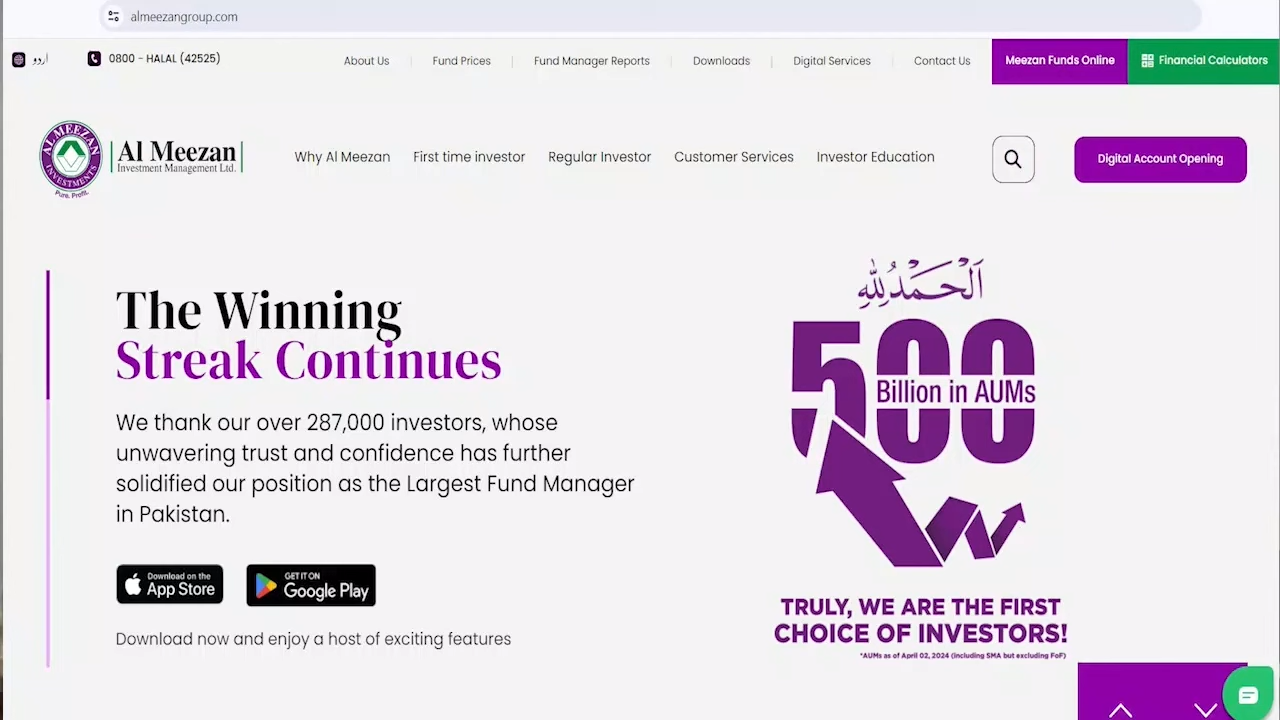 almeezangroup.com
اُردو
0800 - HALAL (42525)
About Us
Fund Prices
Fund Manager Reports
Downloads
Digital Services
Contact Us
Meezan Funds Online
Financial Calculators
AL MEEZAN
INVESTMENTS
Pure. Profit.
Al Meezan
Investment Management Ltd.
Why Al Meezan
First time investor
Regular Investor
Customer Services
Investor Education
Digital Account Opening
The Winning
Streak Continues
We thank our over 287,000 investors, whose
unwavering trust and confidence has further
solidified our position as the Largest Fund Manager
in Pakistan.
Download on the
App Store
GET IT ON
Google Play
Download now and enjoy a host of exciting features
اَلْحَمْدُلِلّٰهِ
500
Billion in AUMs
TRULY, WE ARE THE FIRST
CHOICE OF INVESTORS!
*AUMs as of April 02, 2024 (including SMA but excluding FoF)